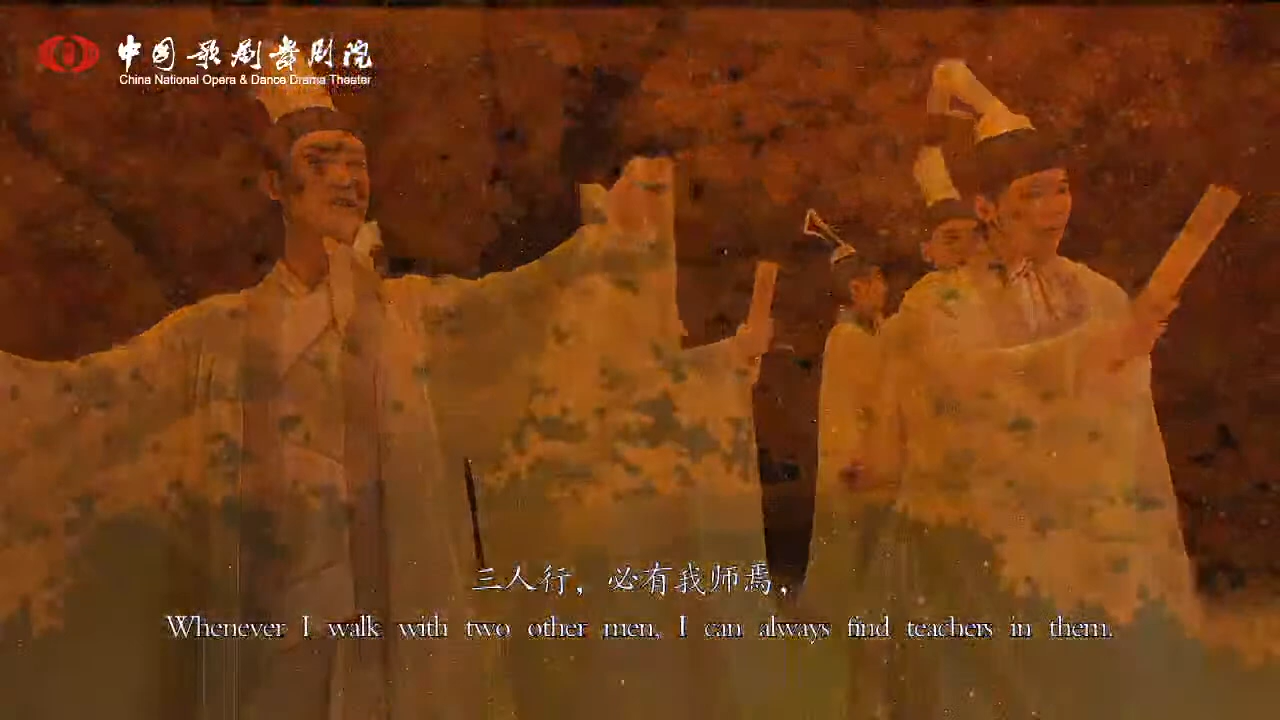 中国歌剧舞剧院
China National Opera & Dance Drama Theater
三人行，必有我师焉，
Whenever I walk with two other men, I can always find teachers in them.